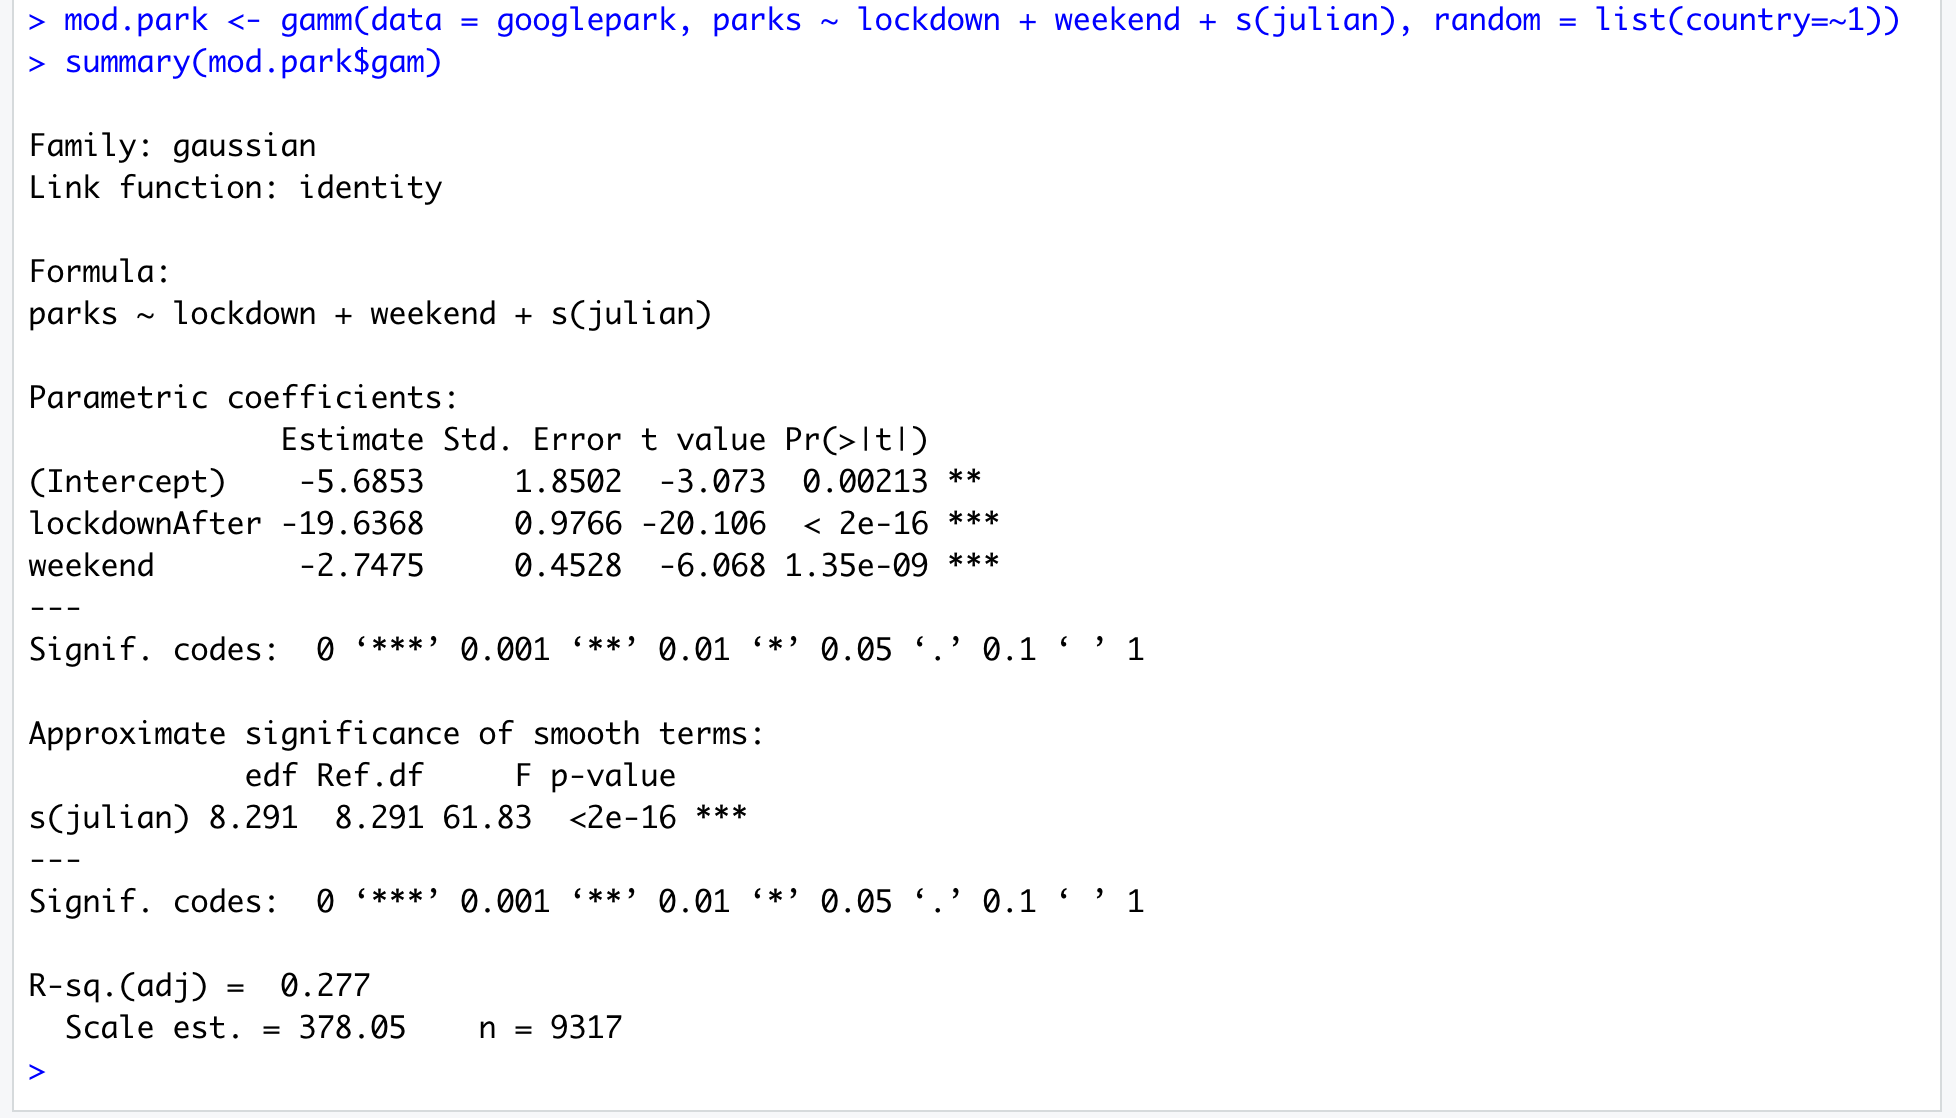 > mod.park <- gamm(data = googlepark, parks ~ lockdown + weekend + s(julian), random = list(country=~1))
> summary(mod.park$gam)

Family: gaussian
Link function: identity

Formula:
parks ~ lockdown + weekend + s(julian)

Parametric coefficients:
              Estimate Std. Error t value Pr(>|t|)
(Intercept)    -5.6853     1.8502  -3.073  0.00213 **
lockdownAfter -19.6368     0.9766 -20.106  < 2e-16 ***
weekend        -2.7475     0.4528  -6.068 1.35e-09 ***
---
Signif. codes:  0 ‘***’ 0.001 ‘**’ 0.01 ‘*’ 0.05 ‘.’ 0.1 ‘ ’ 1

Approximate significance of smooth terms:
            edf Ref.df     F p-value
s(julian) 8.291  8.291 61.83  <2e-16 ***
---
Signif. codes:  0 ‘***’ 0.001 ‘**’ 0.01 ‘*’ 0.05 ‘.’ 0.1 ‘ ’ 1

R-sq.(adj) =  0.277
  Scale est. = 378.05    n = 9317
>